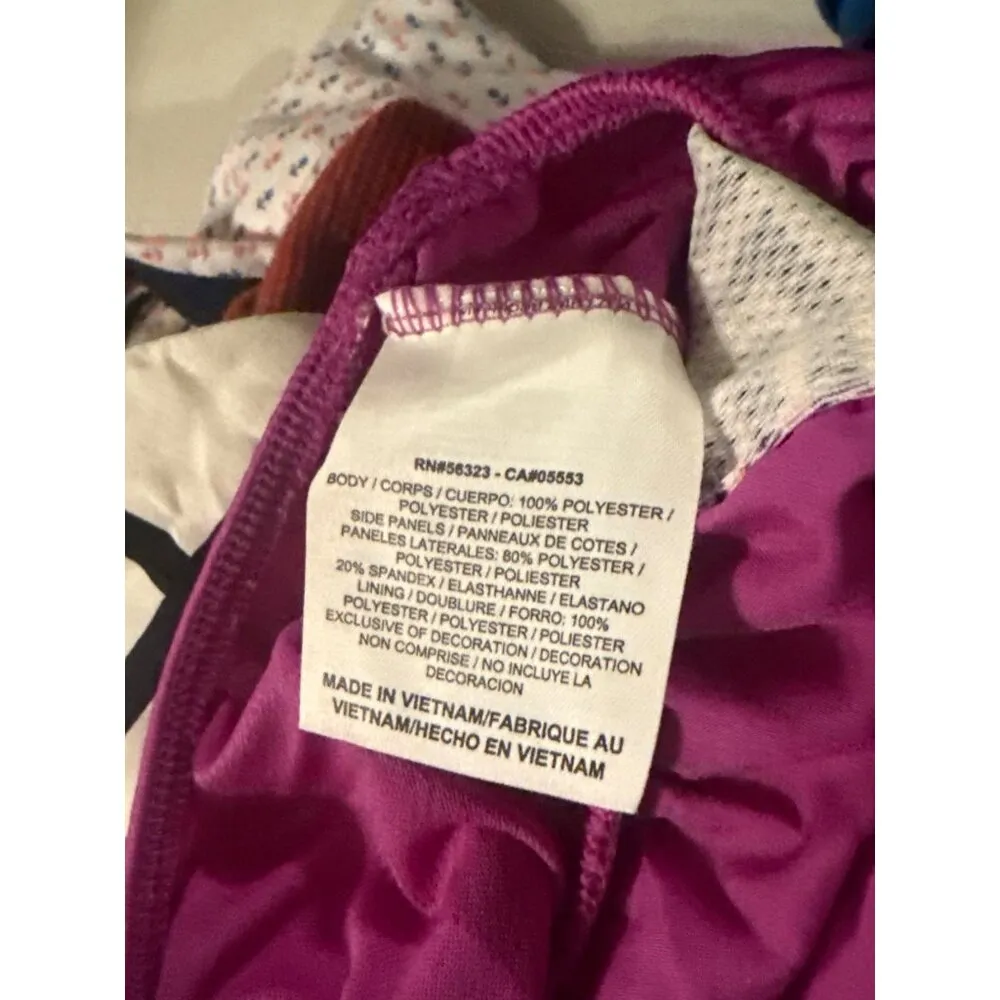 RN#56323 - CA#05553
BODY / CORPS / CUERPO: 100% POLYESTER /
POLYESTER / POLIESTER
SIDE PANELS / PANNEAUX DE COTES /
PANELES LATERALES: 80% POLYESTER /
POLYESTER / POLIESTER
20% SPANDEX / ELASTHANNE / ELASTANO
LINING / DOUBLURE / FORRO: 100%
POLYESTER / POLYESTER / POLIESTER
EXCLUSIVE OF DECORATION / DECORATION
NON COMPRISE / NO INCLUYE LA
DECORACION
MADE IN VIETNAM/FABRIQUE AU
VIETNAM/HECHO EN VIETNAM